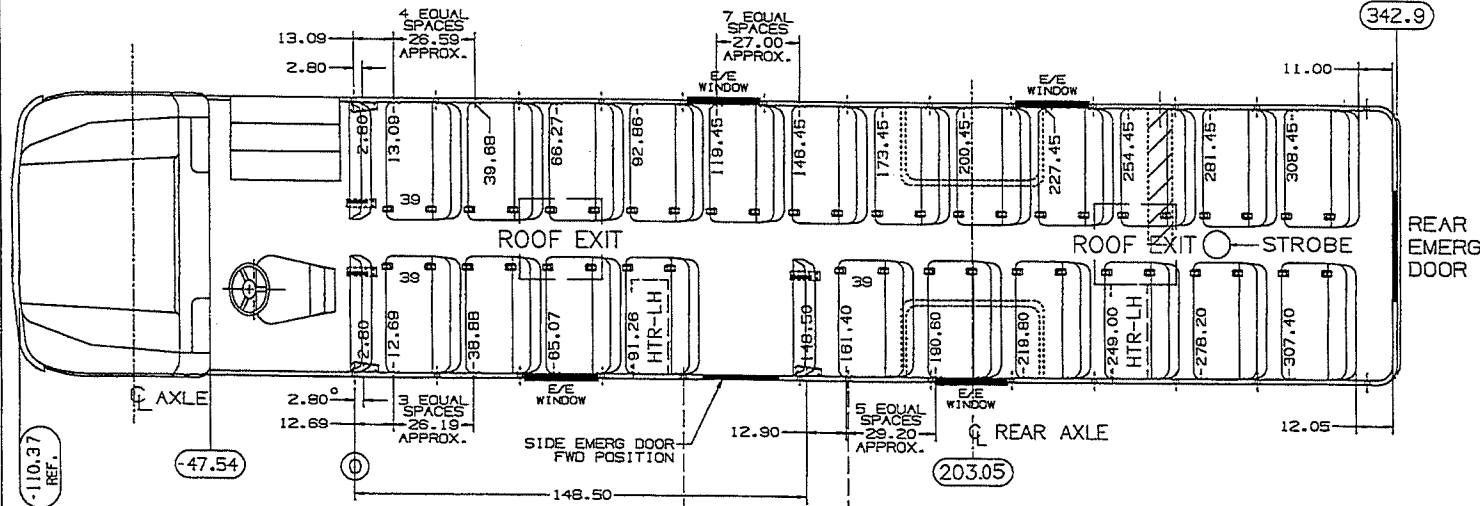 342.9
4 EQUAL
SPACES
26.59
APPROX.
13.09
2.80
7 EQUAL
SPACES
27.00
APPROX.
E/E
WINDOW
E/E
WINDOW
11.00
2.80
13.09
39.68
66.27
92.86
119.45
146.45
173.45
200.45
227.45
254.45
281.45
308.45
39
ROOF EXIT
ROOF EXIT
STROBE
REAR
EMERG
DOOR
39
39
2.80
12.69
38.88
65.07
91.26
HTR-LH
148.50
161.40
190.60
219.80
249.00
HTR-LH
278.20
307.40
℄ AXLE
2.80°
12.69
3 EQUAL
SPACES
26.19
APPROX.
E/E
WINDOW
SIDE EMERG DOOR
FWD POSITION
12.90
5 EQUAL
SPACES
29.20
APPROX.
E/E
WINDOW
℄ REAR AXLE
12.05
-110.37
REF.
-47.54
0
203.05
148.50